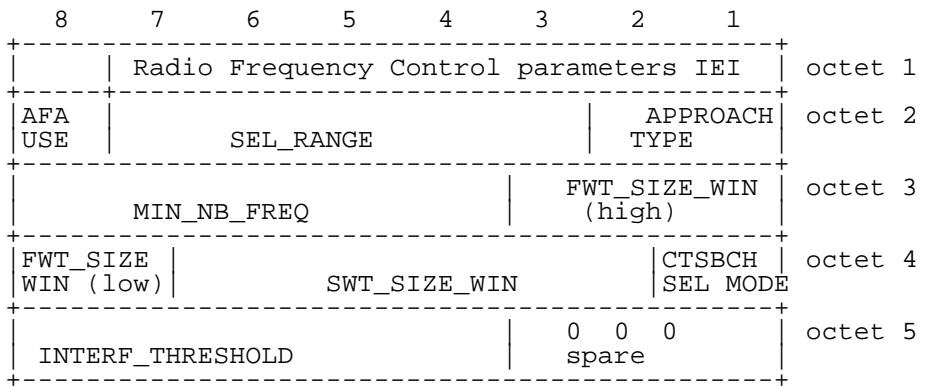 8 7 6 5 4 3 2 1
Radio Frequency Control parameters IEI octet 1
AFA APPROACH octet 2
USE SEL_RANGE TYPE
FWT_SIZE_WIN octet 3
MIN_NB_FREQ (high)
FWT_SIZE CTSBCH octet 4
WIN (low) SWT_SIZE_WIN SEL MODE
0 0 0 octet 5
INTERF_THRESHOLD spare